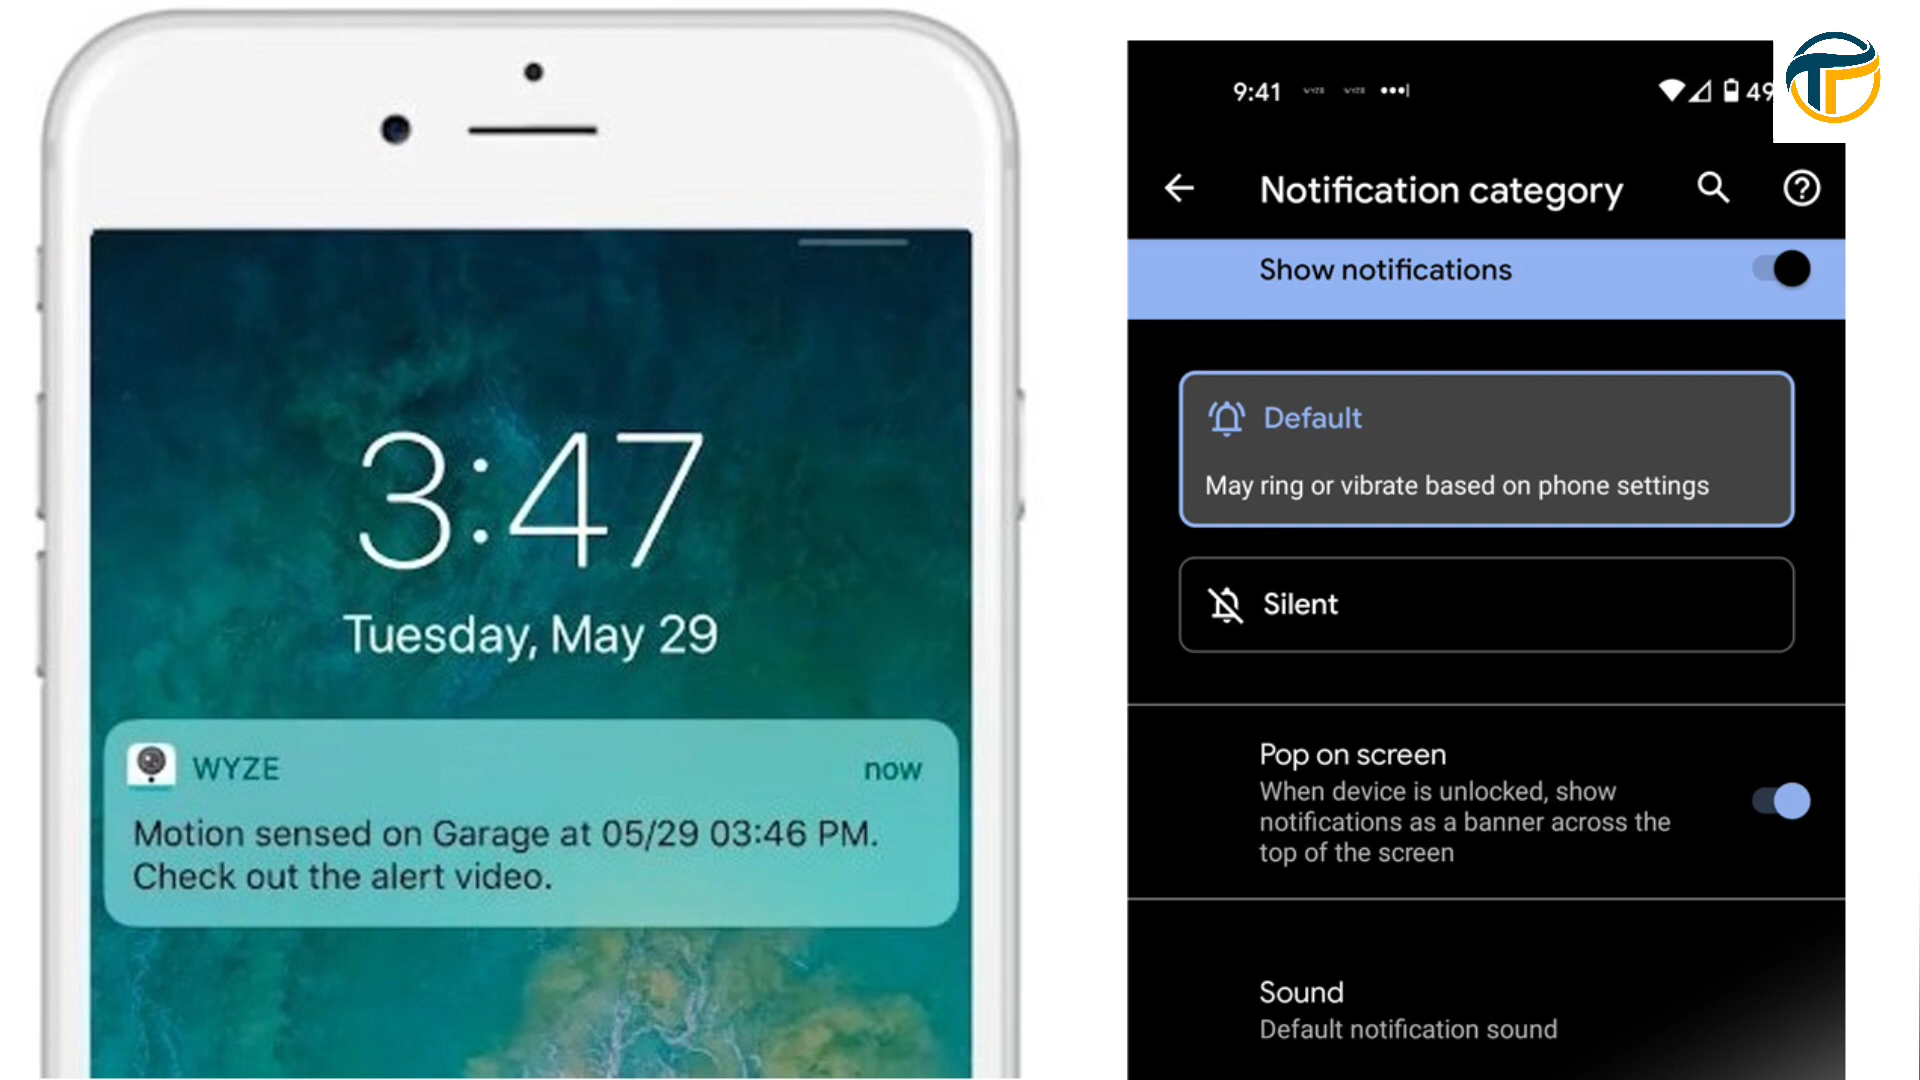 3:47
Tuesday, May 29
WYZE now
Motion sensed on Garage at 05/29 03:46 PM.
Check out the alert video.
9:41 WYZE WYZE 49
Notification category
Show notifications
Default
May ring or vibrate based on phone settings
Silent
Pop on screen
When device is unlocked, show
notifications as a banner across the
top of the screen
Sound
Default notification sound